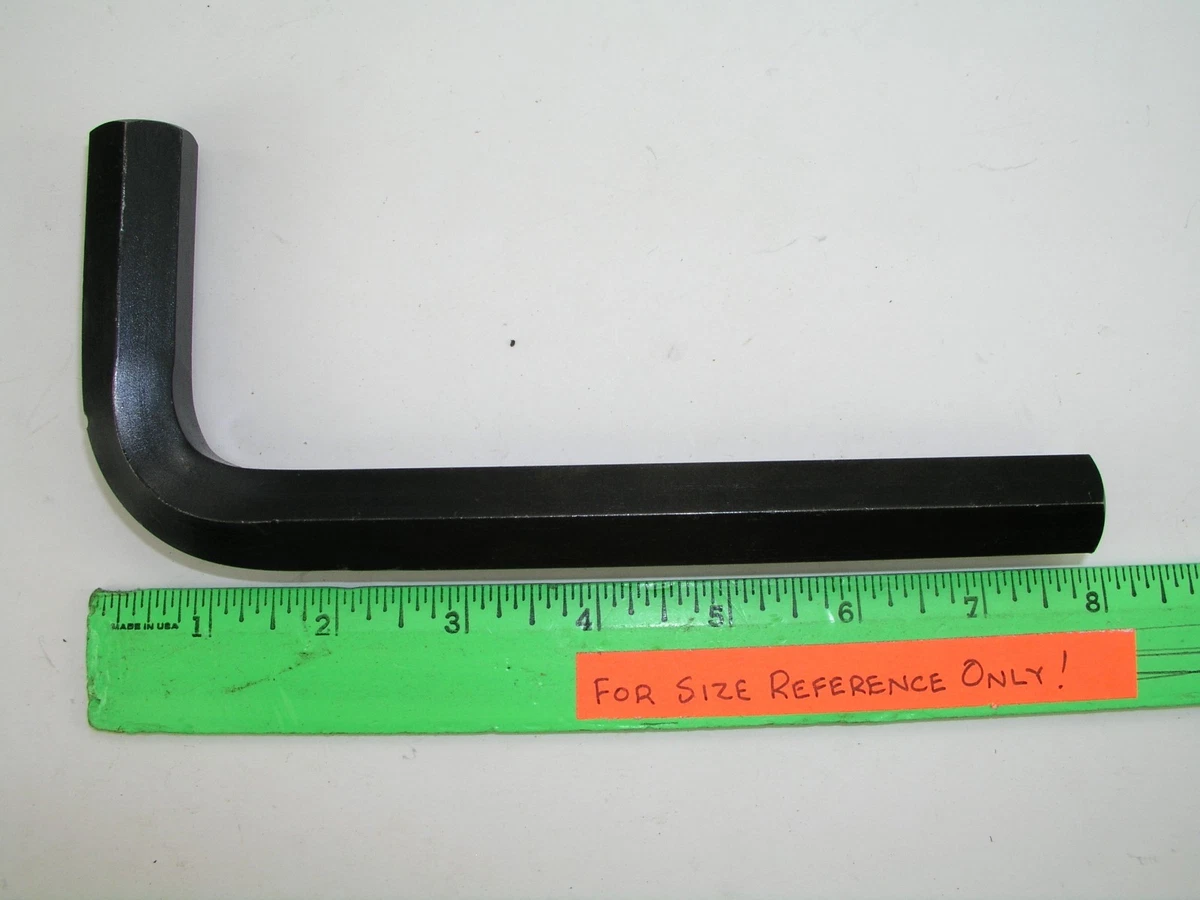 MADE IN USA 1 2 3 4 5 6 7 8
FOR SIZE REFERENCE ONLY!